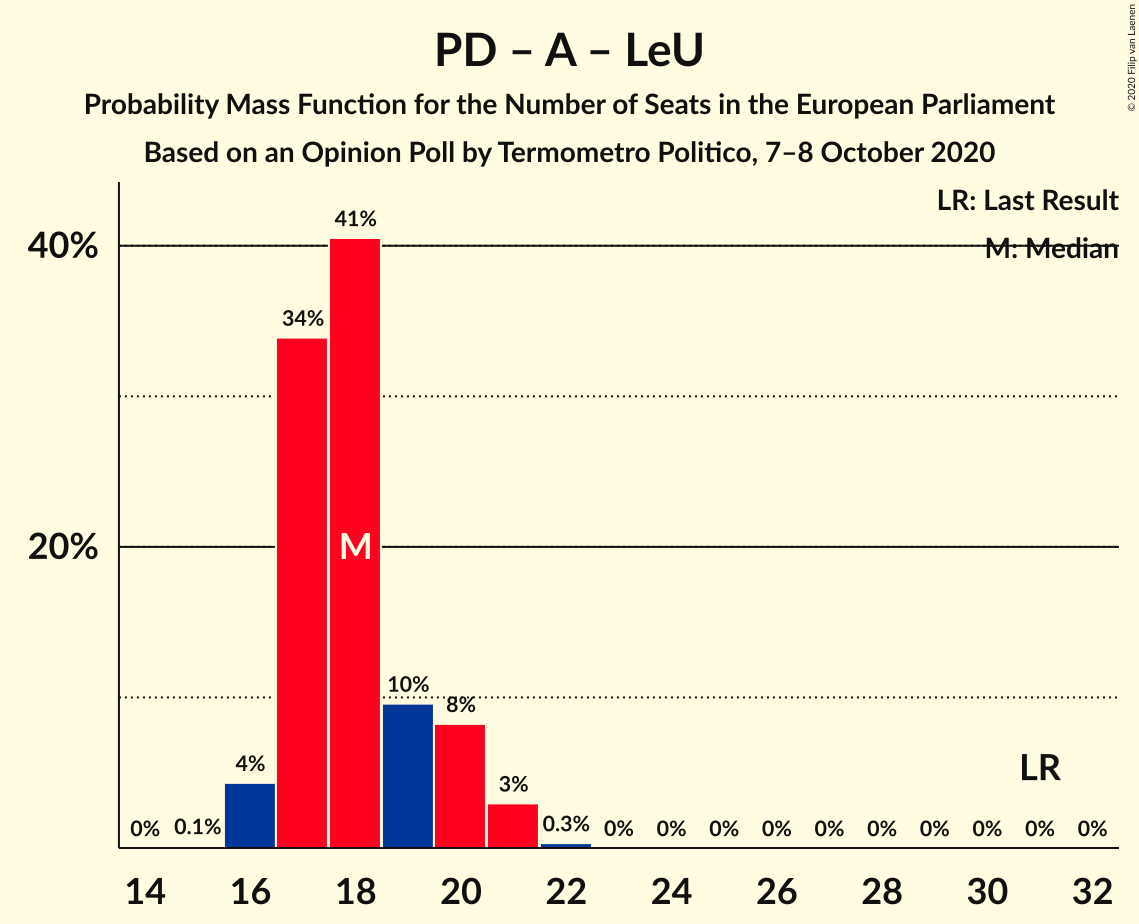 PD – A – LeU
Probability Mass Function for the Number of Seats in the European Parliament
Based on an Opinion Poll by Termometro Politico, 7–8 October 2020
© 2020 Filip van Laenen
LR: Last Result
M: Median
40%
20%
41%
34%
M
10%
8%
4%
3%
LR
0% 0.1% 0.3% 0% 0% 0% 0% 0% 0% 0% 0% 0% 0%
14 16 18 20 22 24 26 28 30 32